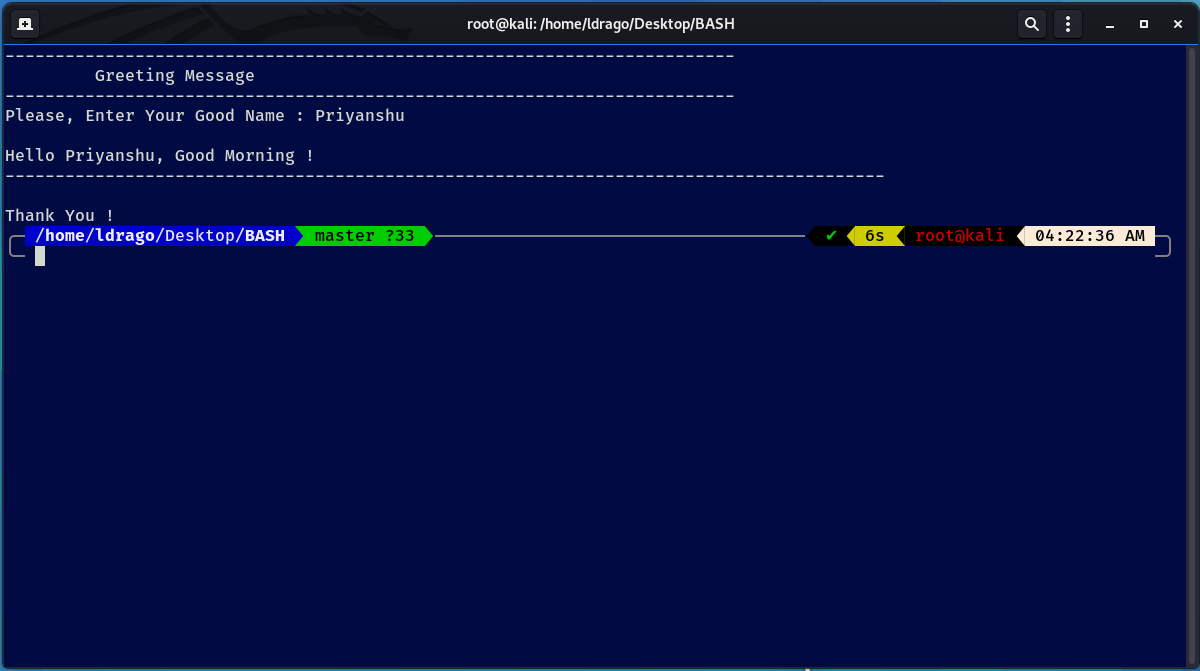 root@kali: /home/ldrago/Desktop/BASH
-------------------------------------------------------------------------
Greeting Message
-------------------------------------------------------------------------
Please, Enter Your Good Name : Priyanshu
Hello Priyanshu, Good Morning !
----------------------------------------------------------------------------------------
Thank You !
/home/ldrago/Desktop/BASH master ?33 ✔ 6s root@kali 04:22:36 AM